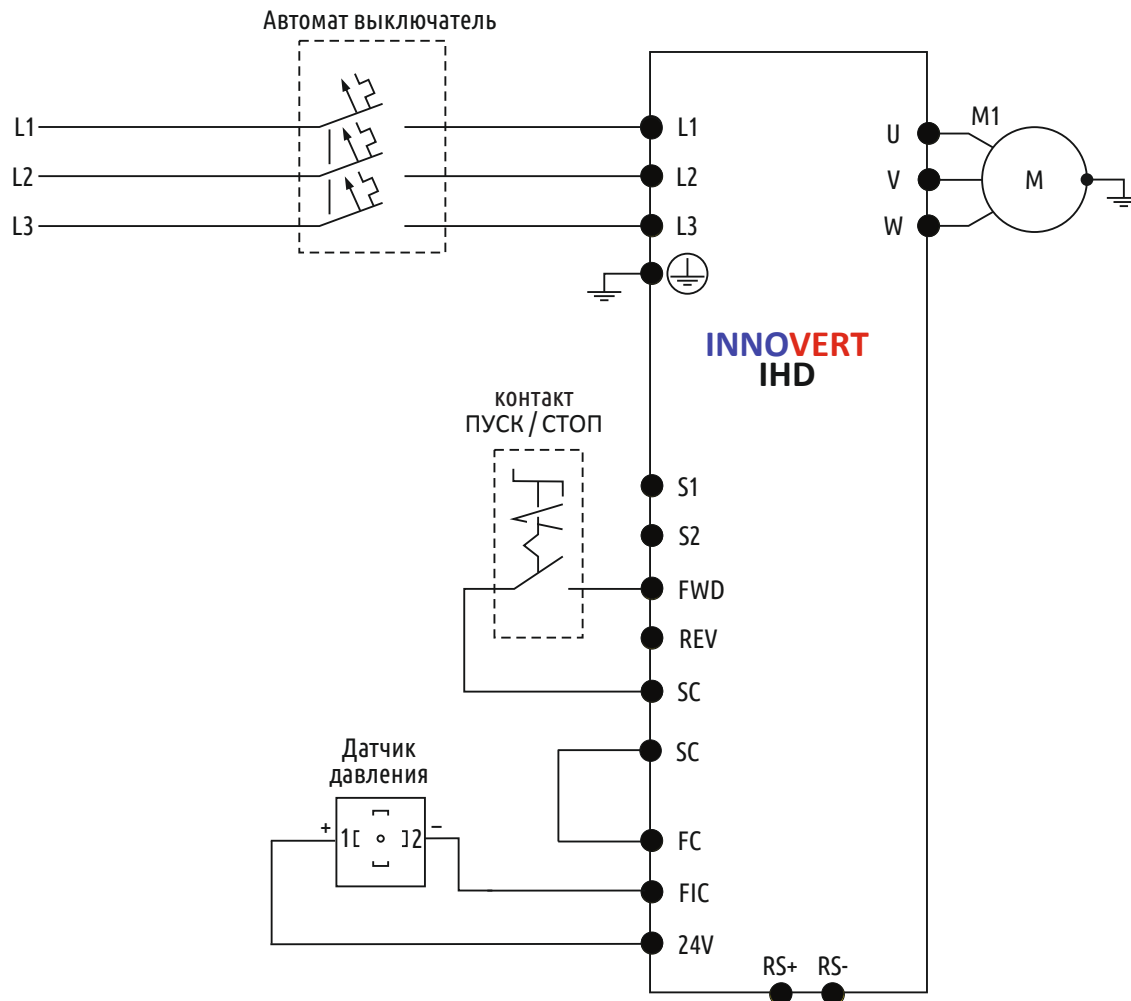 Автомат выключатель
L1
L2
L3
L1
L2
L3
U
V
W
M1
M
INNOVERT
IHD
контакт
ПУСК / СТОП
S1
S2
FWD
REV
SC
SC
FC
FIC
24V
Датчик
давления
+
1
2
−
RS+ RS-